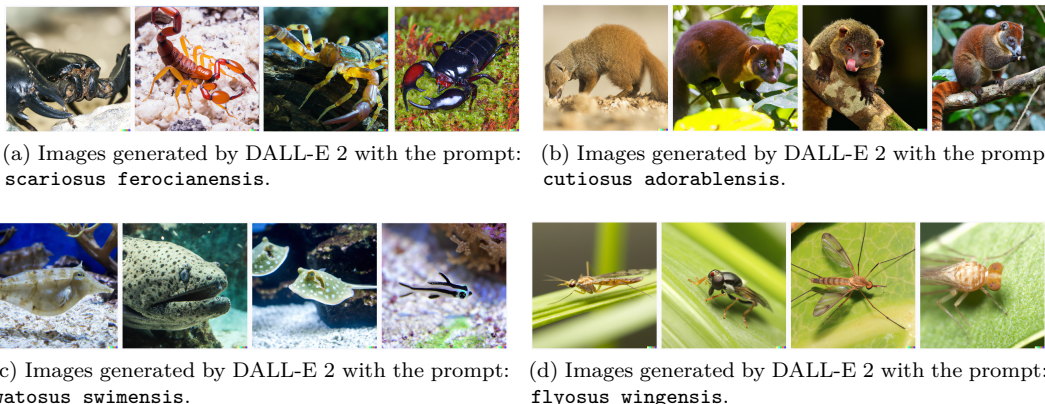 (a) Images generated by DALL-E 2 with the prompt:
scariosus ferocianensis.
(b) Images generated by DALL-E 2 with the promp
cutiosus adorablensis.
c) Images generated by DALL-E 2 with the prompt:
swimensis.
(d) Images generated by DALL-E 2 with the prompt:
flyosus wingensis.